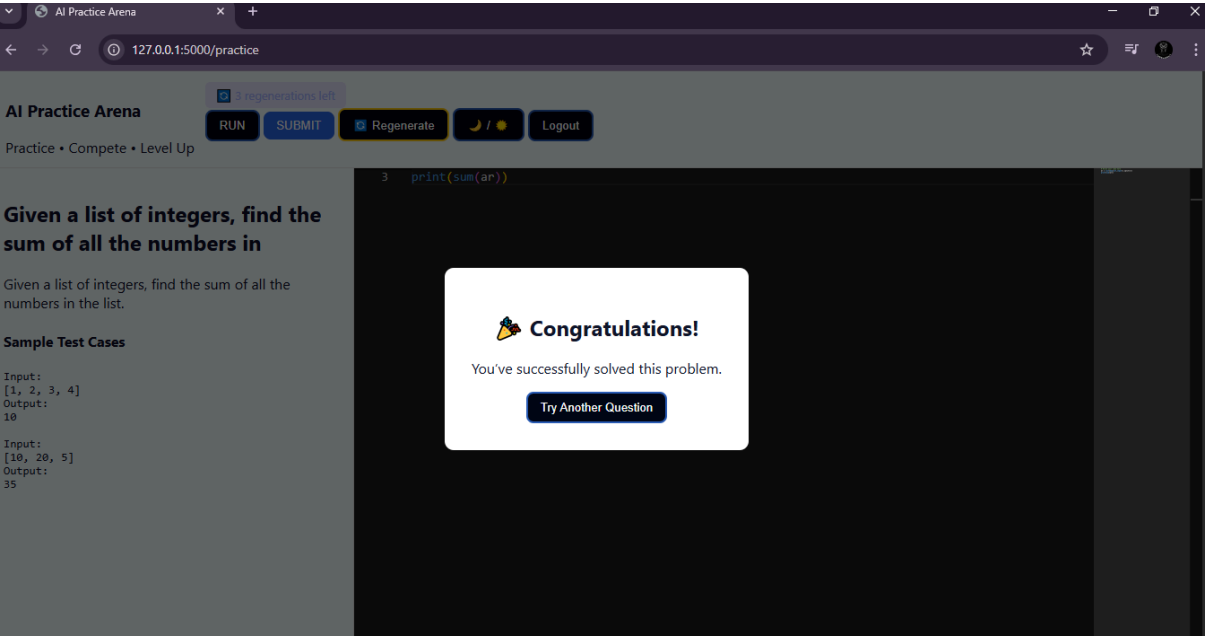 AI Practice Arena
127.0.0.1:5000/practice
AI Practice Arena
Practice • Compete • Level Up
3 regenerations left
RUN
SUBMIT
Regenerate
/
Logout
Given a list of integers, find the
sum of all the numbers in
Given a list of integers, find the sum of all the
numbers in the list.
Sample Test Cases
Input:
[1, 2, 3, 4]
Output:
10
Input:
[10, 20, 5]
Output:
35
3 print(sum(ar))
Congratulations!
You've successfully solved this problem.
Try Another Question